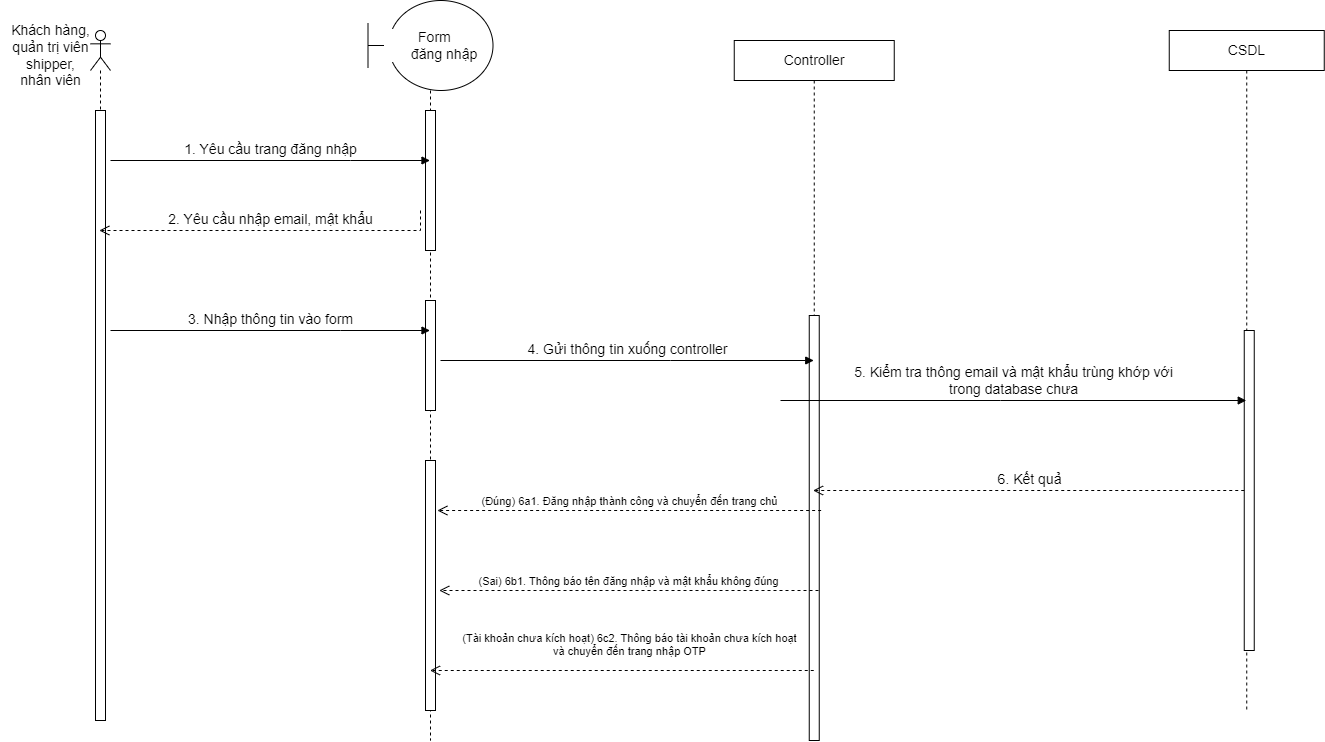 Khách hàng,
quản trị viên
shipper,
nhân viên
Form
đăng nhập
Controller
CSDL
1. Yêu cầu trang đăng nhập
2. Yêu cầu nhập email, mật khẩu
3. Nhập thông tin vào form
4. Gửi thông tin xuống controller
5. Kiểm tra thông email và mật khẩu trùng khớp với
trong database chưa
6. Kết quả
(Đúng) 6a1. Đăng nhập thành công và chuyển đến trang chủ
(Sai) 6b1. Thông báo tên đăng nhập và mật khẩu không đúng
(Tài khoản chưa kích hoạt) 6c2. Thông báo tài khoản chưa kích hoạt
và chuyển đến trang nhập OTP